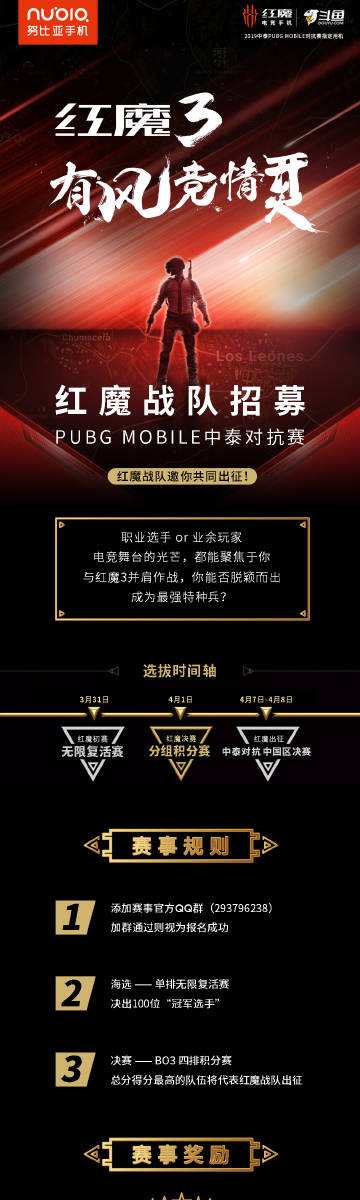 nubia
努比亚手机
红魔
电竞手机
斗鱼
DOUYU.COM
2019中泰PUBG MOBILE对抗赛指定用机
红魔3
有风竞情页
Chumacera
Los Leones
红魔战队招募
PUBG MOBILE中泰对抗赛
红魔战队邀你共同出征！
职业选手 or 业余玩家
电竞舞台的光芒，都能聚焦于你
与红魔3并肩作战，你能否脱颖而出
成为最强特种兵？
选拔时间轴
3月31日
4月1日
4月7日-4月8日
红魔初赛
无限复活赛
红魔决赛
分组积分赛
红魔出征
中泰对抗 中国区决赛
赛事规则
1
添加赛事官方QQ群（293796238）
加群通过则视为报名成功
2
海选 —— 单排无限复活赛
决出100位“冠军选手”
3
决赛 —— BO3 四排积分赛
总分得分最高的队伍将代表红魔战队出征
赛事奖励